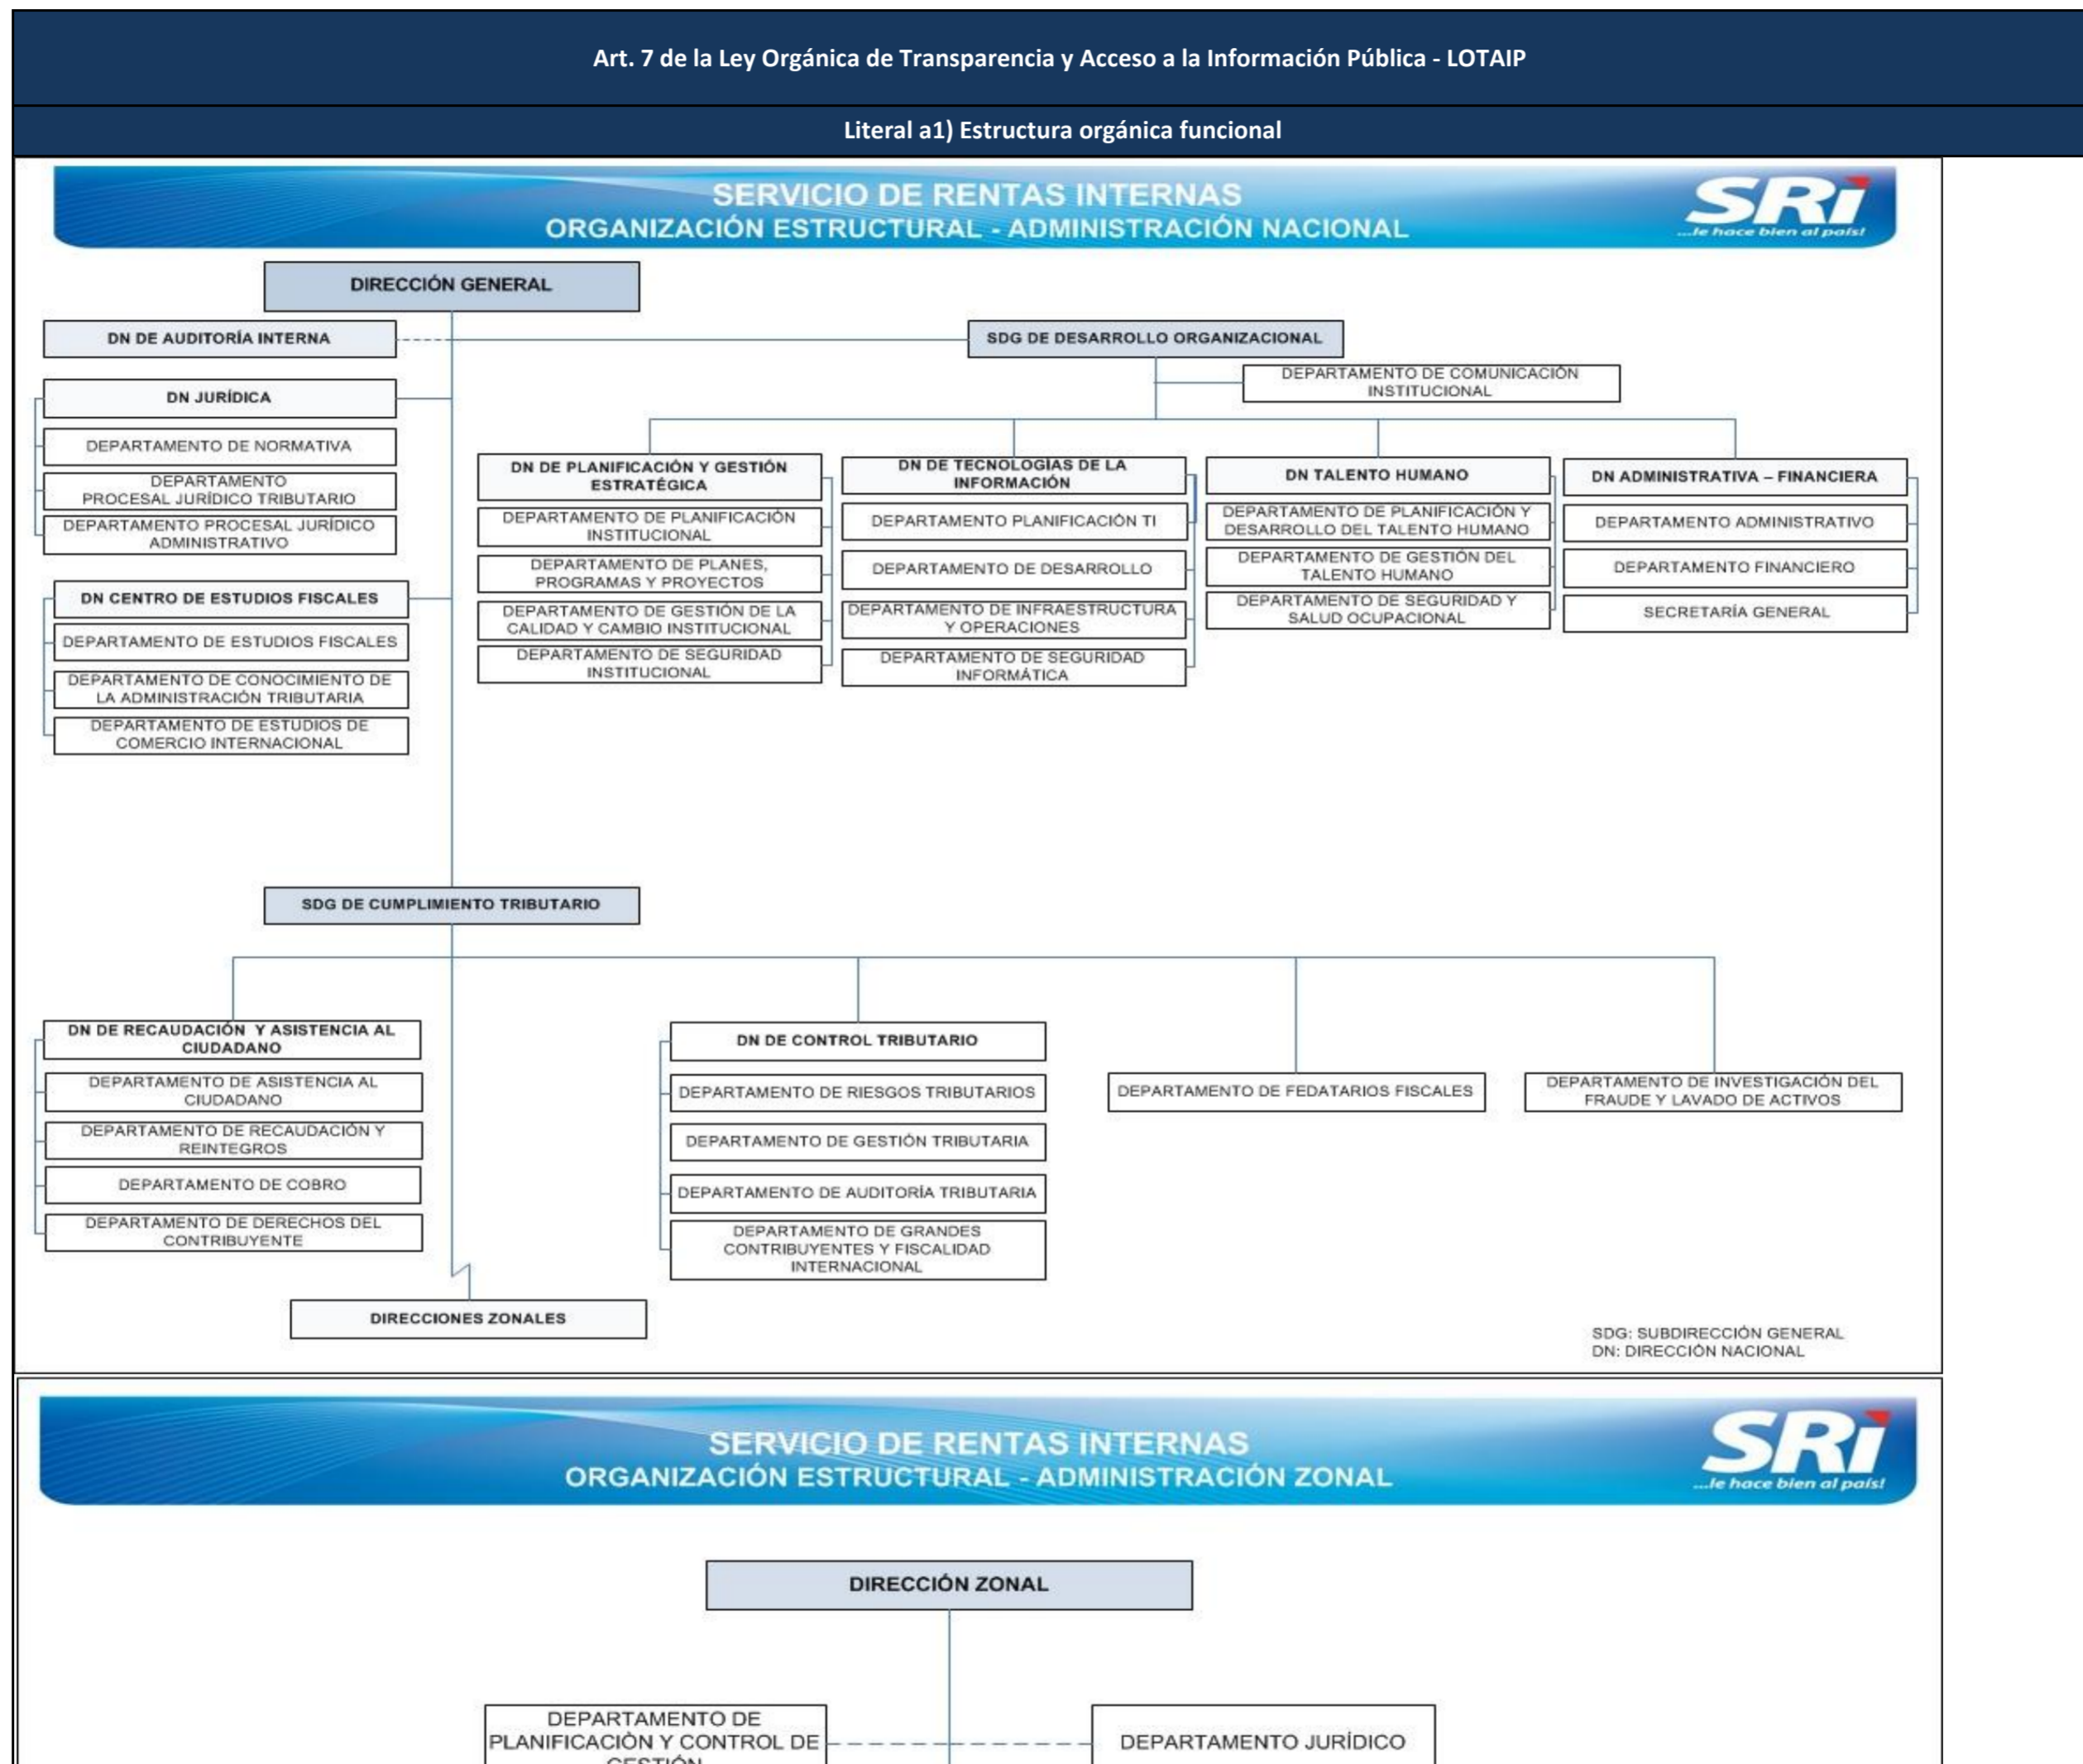 Art. 7 de la Ley Orgánica de Transparencia y Acceso a la Información Pública - LOTAIP
Literal a1) Estructura orgánica funcional
SERVICIO DE RENTAS INTERNAS
ORGANIZACIÓN ESTRUCTURAL - ADMINISTRACIÓN NACIONAL
SRi
...le hace bien al país!
DIRECCIÓN GENERAL
DN DE AUDITORÍA INTERNA
SDG DE DESARROLLO ORGANIZACIONAL
DEPARTAMENTO DE COMUNICACIÓN
INSTITUCIONAL
DN JURÍDICA
DEPARTAMENTO DE NORMATIVA
DEPARTAMENTO
PROCESAL JURÍDICO TRIBUTARIO
DEPARTAMENTO PROCESAL JURÍDICO
ADMINISTRATIVO
DN CENTRO DE ESTUDIOS FISCALES
DEPARTAMENTO DE ESTUDIOS FISCALES
DEPARTAMENTO DE CONOCIMIENTO DE
LA ADMINISTRACIÓN TRIBUTARIA
DEPARTAMENTO DE ESTUDIOS DE
COMERCIO INTERNACIONAL
DN DE PLANIFICACIÓN Y GESTIÓN
ESTRATÉGICA
DEPARTAMENTO DE PLANIFICACIÓN
INSTITUCIONAL
DEPARTAMENTO DE PLANES,
PROGRAMAS Y PROYECTOS
DEPARTAMENTO DE GESTIÓN DE LA
CALIDAD Y CAMBIO INSTITUCIONAL
DEPARTAMENTO DE SEGURIDAD
INSTITUCIONAL
DN DE TECNOLOGÍAS DE LA
INFORMACIÓN
DEPARTAMENTO PLANIFICACIÓN TI
DEPARTAMENTO DE DESARROLLO
DEPARTAMENTO DE INFRAESTRUCTURA
Y OPERACIONES
DEPARTAMENTO DE SEGURIDAD
INFORMÁTICA
DN TALENTO HUMANO
DEPARTAMENTO DE PLANIFICACIÓN Y
DESARROLLO DEL TALENTO HUMANO
DEPARTAMENTO DE GESTIÓN DEL
TALENTO HUMANO
DEPARTAMENTO DE SEGURIDAD Y
SALUD OCUPACIONAL
DN ADMINISTRATIVA – FINANCIERA
DEPARTAMENTO ADMINISTRATIVO
DEPARTAMENTO FINANCIERO
SECRETARÍA GENERAL
SDG DE CUMPLIMIENTO TRIBUTARIO
DN DE RECAUDACIÓN Y ASISTENCIA AL
CIUDADANO
DEPARTAMENTO DE ASISTENCIA AL
CIUDADANO
DEPARTAMENTO DE RECAUDACIÓN Y
REINTEGROS
DEPARTAMENTO DE COBRO
DEPARTAMENTO DE DERECHOS DEL
CONTRIBUYENTE
DN DE CONTROL TRIBUTARIO
DEPARTAMENTO DE RIESGOS TRIBUTARIOS
DEPARTAMENTO DE GESTIÓN TRIBUTARIA
DEPARTAMENTO DE AUDITORÍA TRIBUTARIA
DEPARTAMENTO DE GRANDES
CONTRIBUYENTES Y FISCALIDAD
INTERNACIONAL
DEPARTAMENTO DE FEDATARIOS FISCALES
DEPARTAMENTO DE INVESTIGACIÓN DEL
FRAUDE Y LAVADO DE ACTIVOS
DIRECCIONES ZONALES
SDG: SUBDIRECCIÓN GENERAL
DN: DIRECCIÓN NACIONAL
SERVICIO DE RENTAS INTERNAS
ORGANIZACIÓN ESTRUCTURAL - ADMINISTRACIÓN ZONAL
SRi
...le hace bien al país!
DIRECCIÓN ZONAL
DEPARTAMENTO DE
PLANIFICACIÓN Y CONTROL DE
GESTIÓN
DEPARTAMENTO JURÍDICO